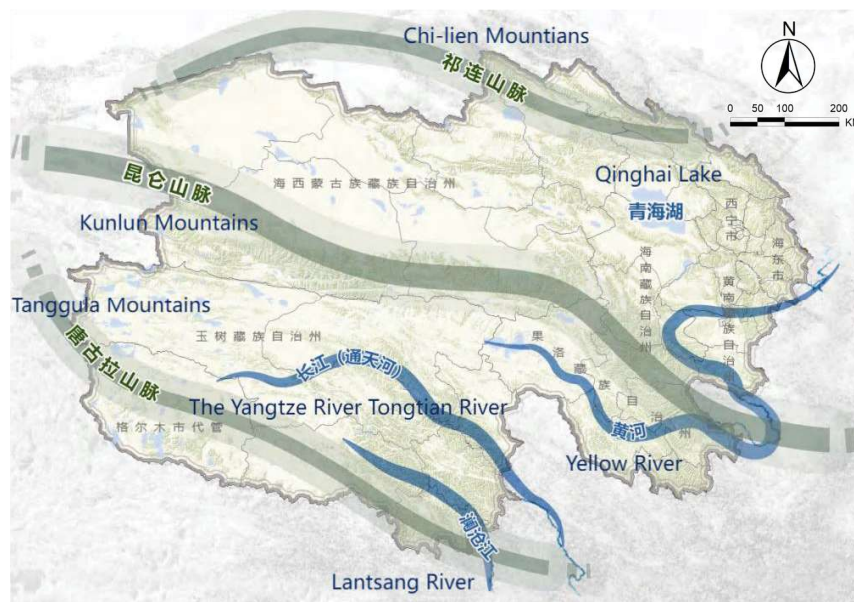 Chi-lien Mountians
祁连山脉
N
0 50 100 200
昆仑山脉
Kunlun Mountains
海西蒙古族藏族自治州
Qinghai Lake
青海湖
西宁市
海东市
海南藏族自治州
黄南藏族自治
Tanggula Mountains
唐古拉山脉
玉树藏族自治州
长江（通天河）
果洛藏族自治州
The Yangtze River Tongtian River
格尔木市代管
黄河
Yellow River
澜沧江
Lantsang River